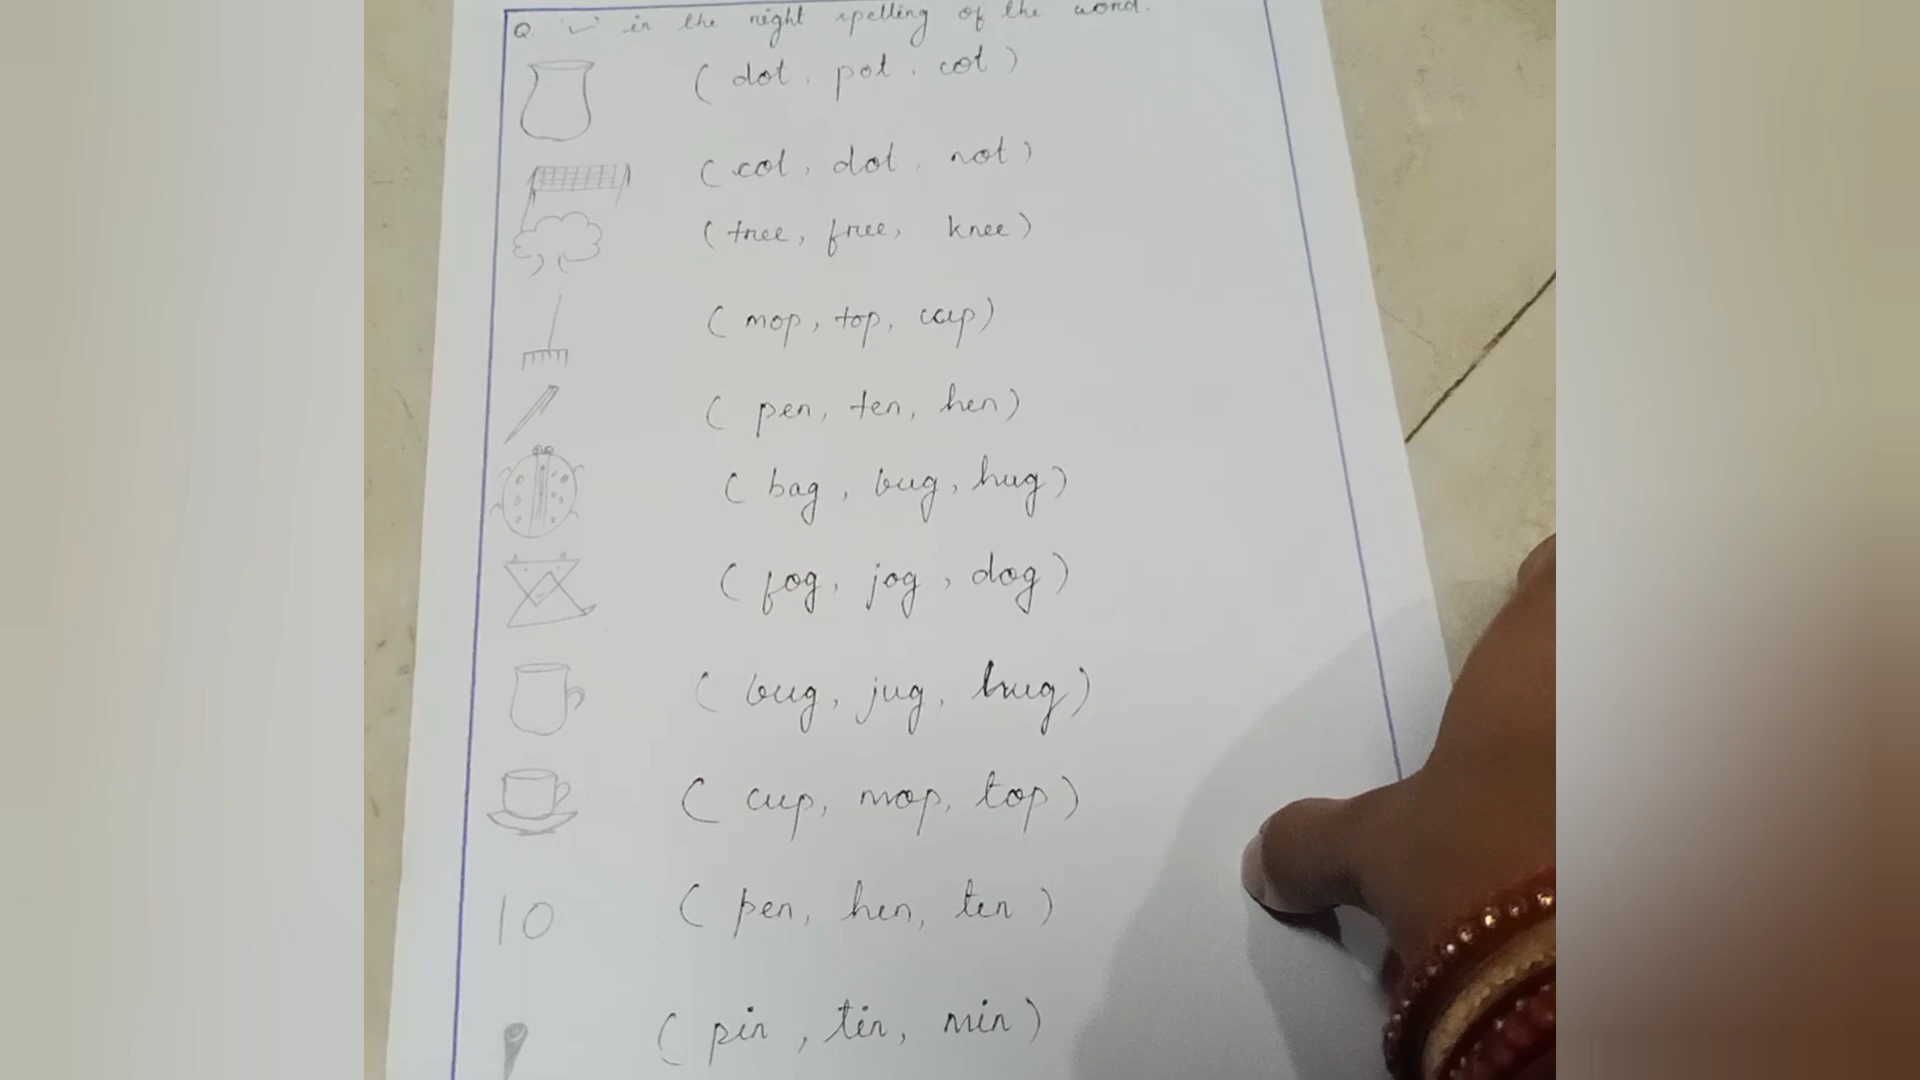 Q. '✓' in the right spelling of the word.
( dot, pot, cot )
( cot, dot, not )
( tree, free, knee )
( mop, top, cap )
( pen, ten, hen )
( bag, bug, hug )
( fog, jog, dog )
( bug, jug, hug )
( cup, mop, top )
10 ( pen, hen, ten )
( pin, tin, min )